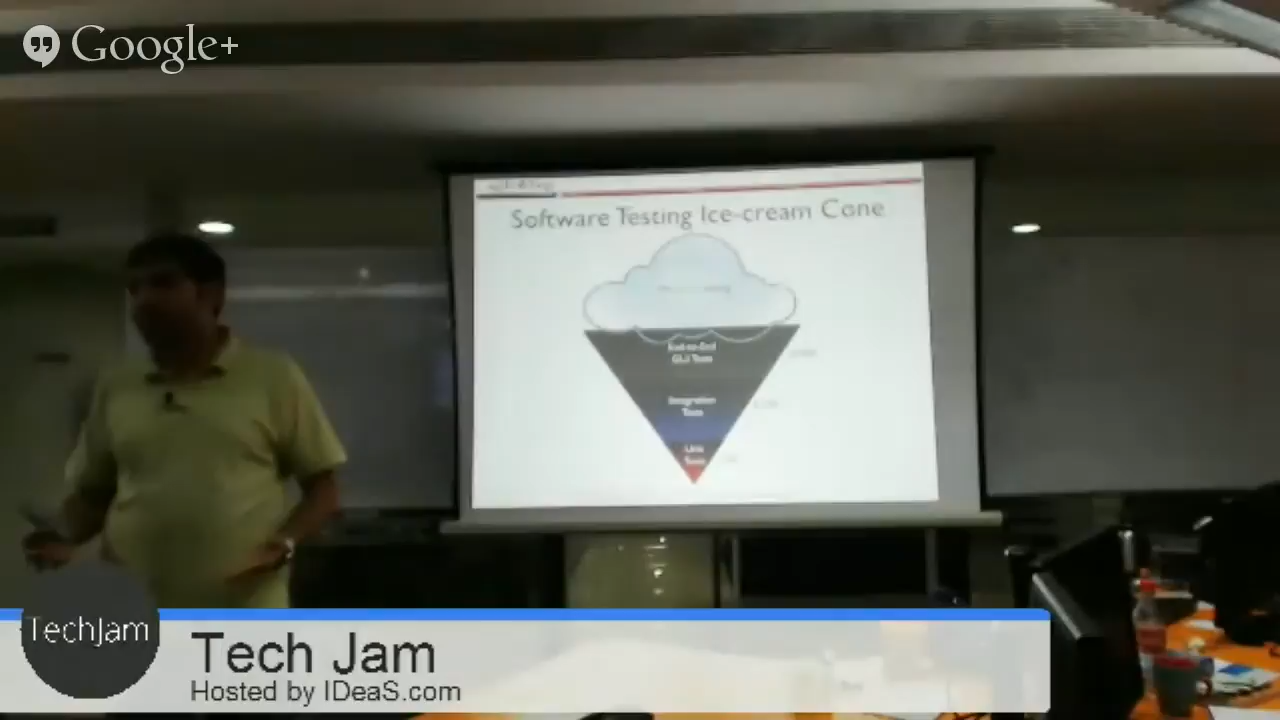 Google+
Software Testing Ice-cream Cone
End-to-End
GUI Tests
Integration
Tests
Unit
Tests
TechJam
Tech Jam
Hosted by IDeaS.com